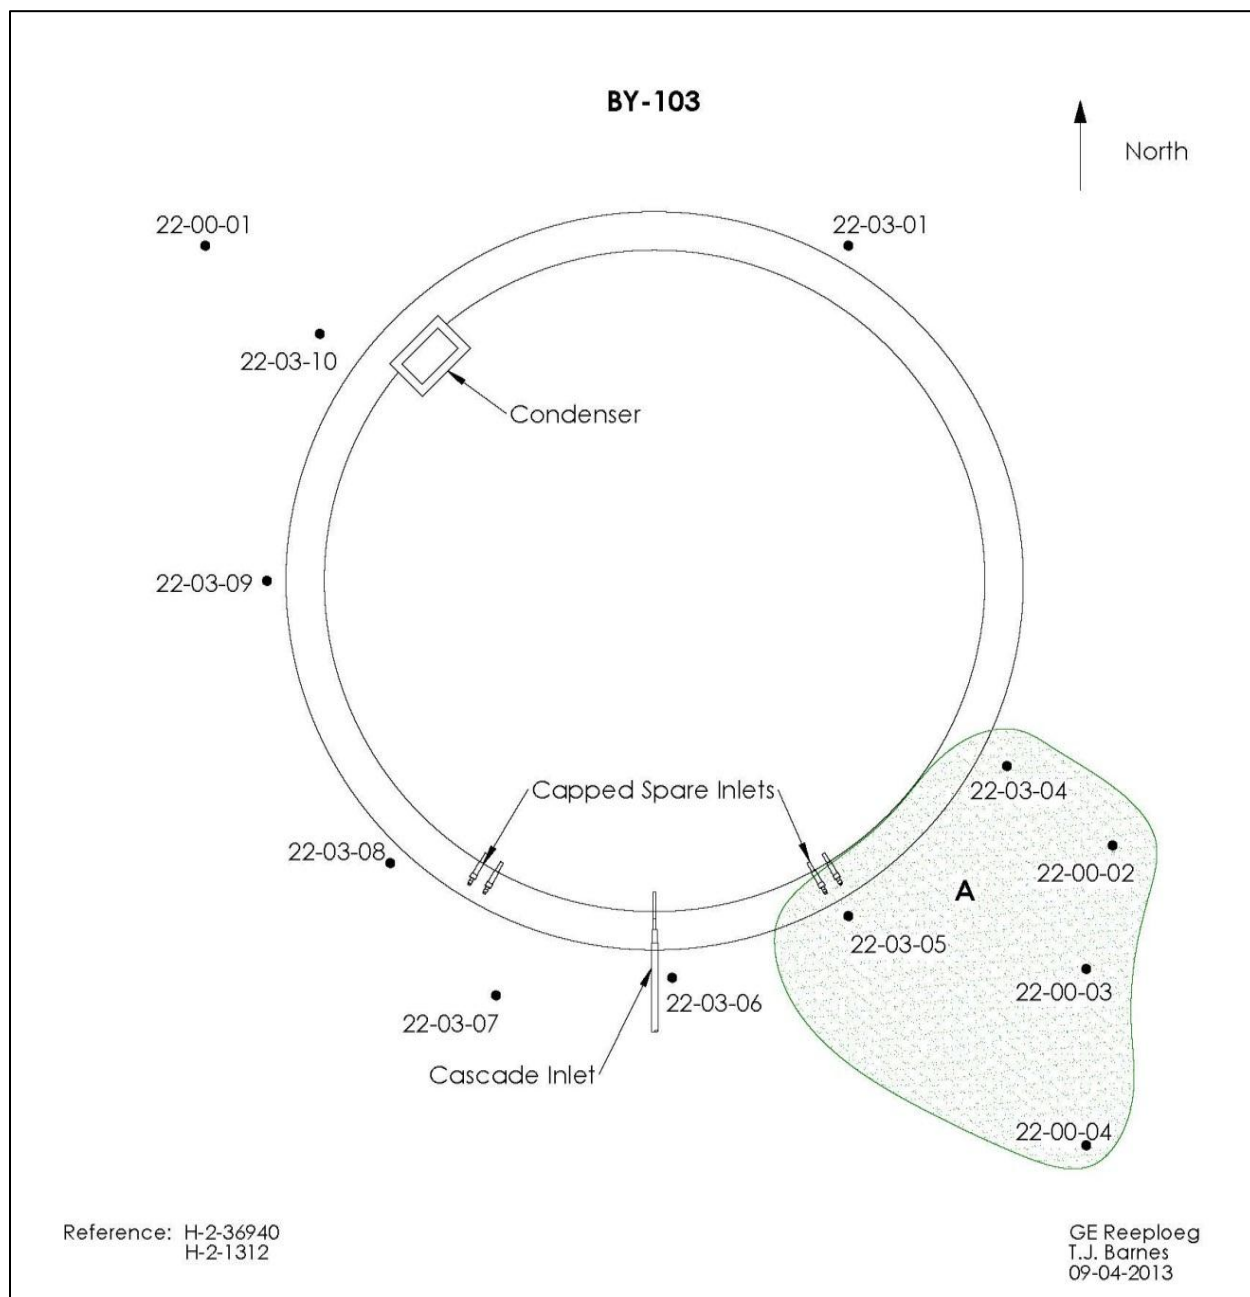 BY-103
North
22-00-01
22-03-01
22-03-10
Condenser
22-03-09
Capped Spare Inlets
22-03-04
22-03-08
22-00-02
A
22-03-05
22-00-03
22-03-06
22-03-07
Cascade Inlet
22-00-04
Reference: H-2-36940
H-2-1312
GE Reeploeg
T.J. Barnes
09-04-2013